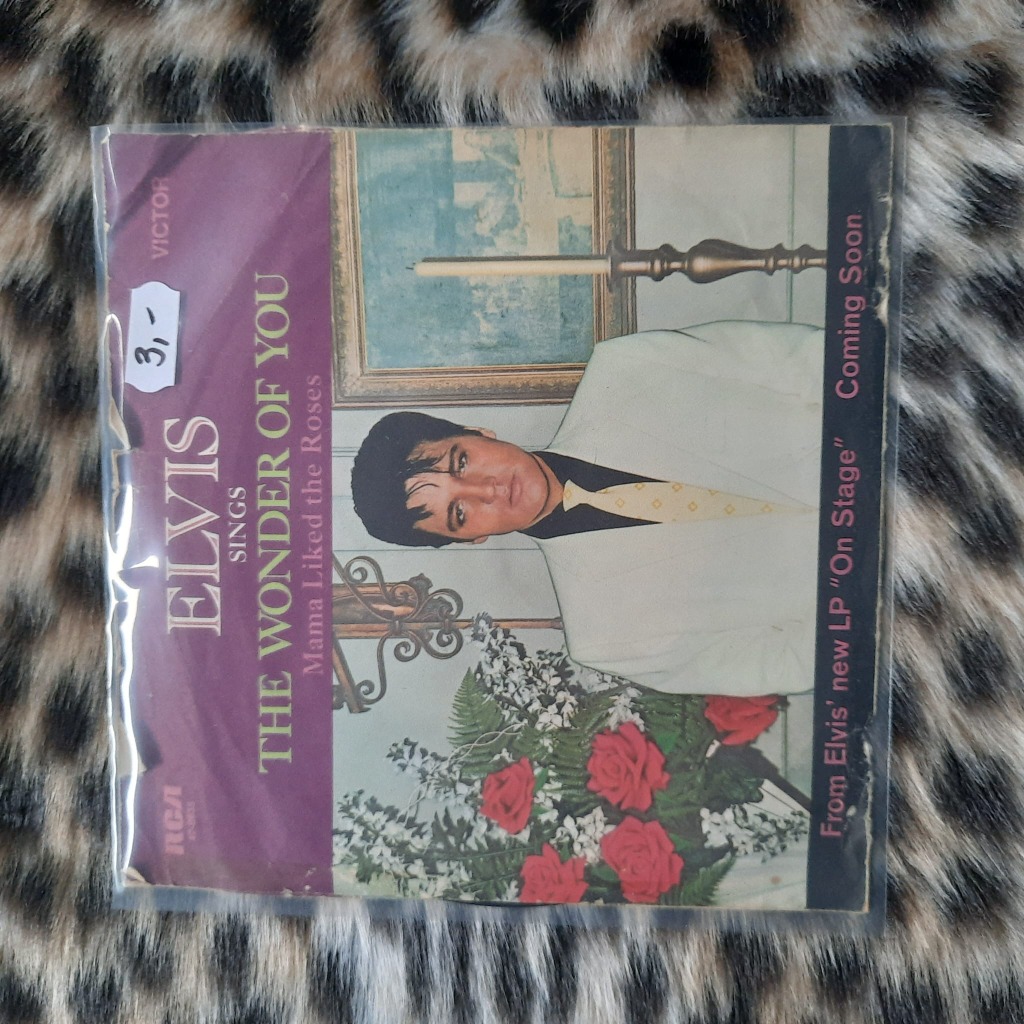 RCA VICTOR
3,-
ELVIS
SINGS
THE WONDER OF YOU
Mama Liked the Roses
From Elvis' new LP "On Stage" Coming Soon